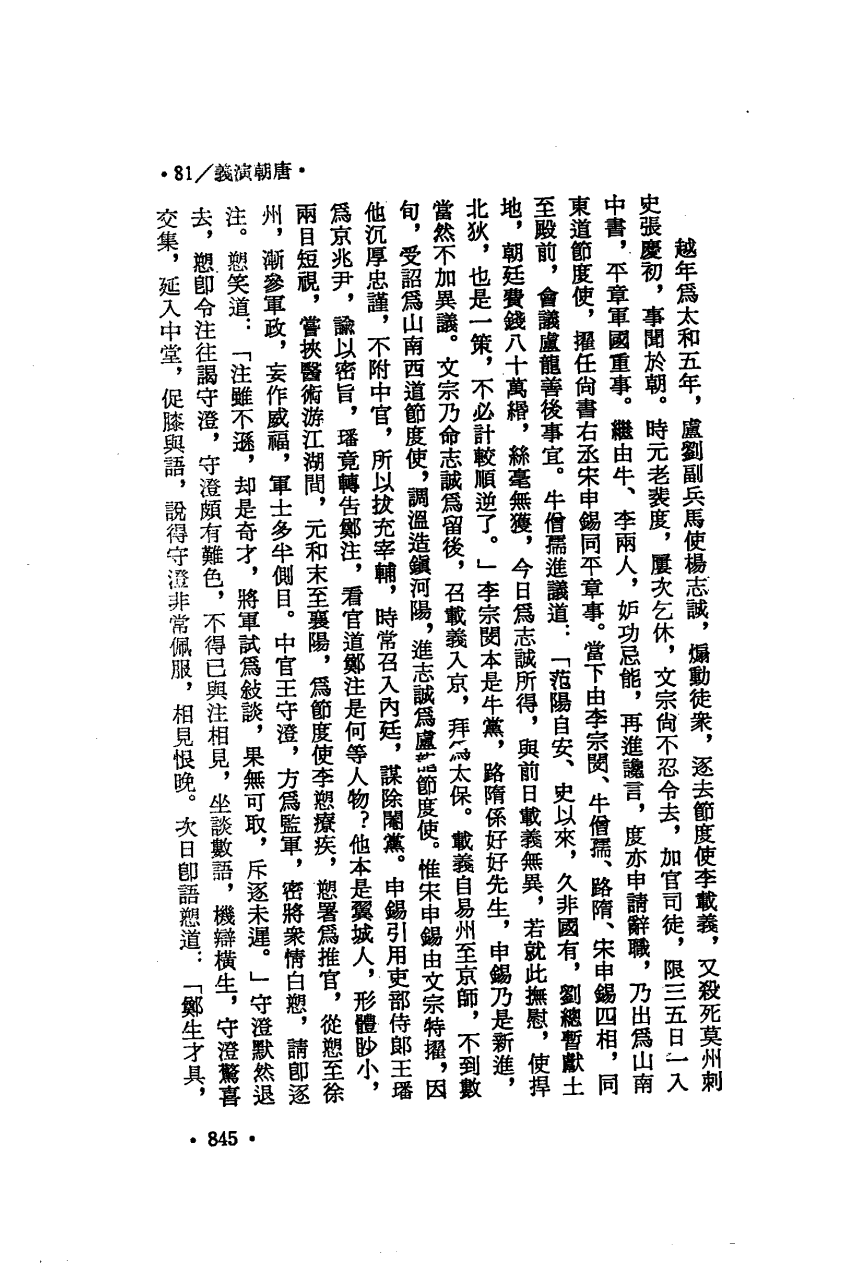 •81/義演朝唐•
越年爲太和五年，盧劉副兵馬使楊志誠，煽動徒衆，逐去節度使李載義，又殺死莫州刺
史張慶初，事聞於朝。時元老裴度，屢次乞休，文宗尙不忍令去，加官司徒，限三五日一入
中書，平章軍國重事。繼由牛、李兩人，妒功忌能，再進讒言，度亦申請辭職，乃出爲山南
東道節度使，擢任尙書右丞宋申錫同平章事。當下由李宗閔、牛僧孺、路隋、宋申錫四相，同
至殿前，會議盧龍善後事宜。牛僧孺進議道：「范陽自安、史以來，久非國有，劉總暫獻土
地，朝廷費錢八十萬緡，絲毫無獲，今日爲志誠所得，與前日載義無異，若就此撫慰，使捍
北狄，也是一策，不必計較順逆了。」李宗閔本是牛黨，路隋係好好先生，申錫乃是新進，
當然不加異議。文宗乃命志誠爲留後，召載義入京，拜爲太保。載義自易州至京師，不到數
旬，受詔爲山南西道節度使，調溫造鎭河陽，進志誠爲盧節度使。惟宋申錫由文宗特擢，因
他沉厚忠謹，不附中官，所以拔充宰輔，時常召入內廷，謀除閹黨。申錫引用吏部侍郎王璠
爲京兆尹，諭以密旨，璠竟轉告鄭注，看官道鄭注是何等人物？他本是翼城人，形體眇小，
兩目短視，嘗挾醫術游江湖間，元和末至襄陽，爲節度使李愬療疾，愬署爲推官，從愬至徐
州，漸參軍政，妄作威福，軍士多半側目。中官王守澄，方爲監軍，密將衆情白愬，請卽逐
注。愬笑道：「注雖不遜，却是奇才，將軍試爲敍談，果無可取，斥逐未遲。」守澄默然退
去，愬卽令注往謁守澄，守澄頗有難色，不得已與注相見，坐談數語，機辯橫生，守澄驚喜
交集，延入中堂，促膝與語，說得守澄非常佩服，相見恨晚。次日卽語愬道：「鄭生才具，
•845•